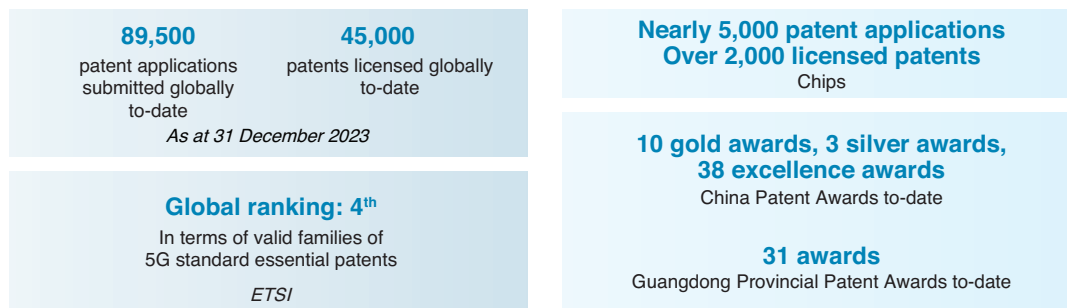 89,500
patent applications
submitted globally
to-date
45,000
patents licensed globally
to-date
As at 31 December 2023
Global ranking: 4th
In terms of valid families of
5G standard essential patents
ETSI
Nearly 5,000 patent applications
Over 2,000 licensed patents
Chips
10 gold awards, 3 silver awards,
38 excellence awards
China Patent Awards to-date
31 awards
Guangdong Provincial Patent Awards to-date